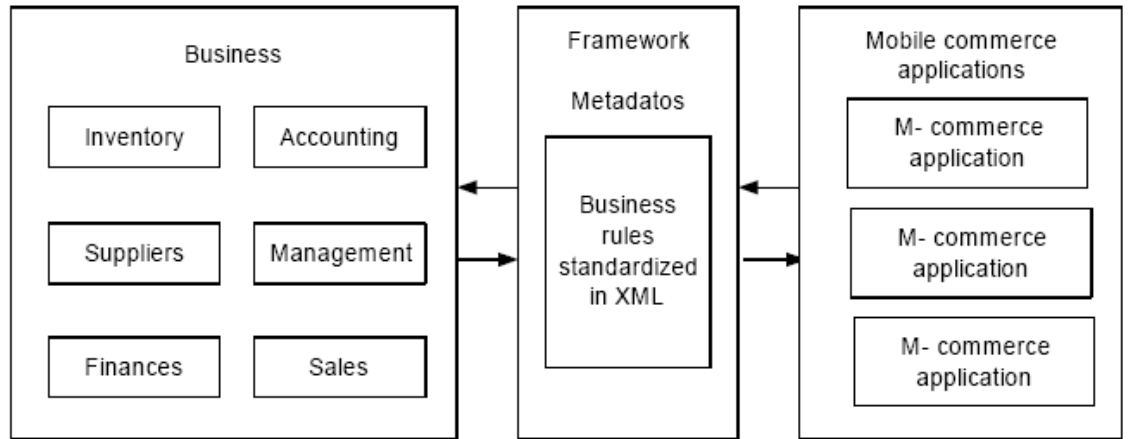 Business
Inventory
Accounting
Suppliers
Management
Finances
Sales
Framework
Metadatos
Business
rules
standardized
in XML
Mobile commerce
applications
M- commerce
application
M- commerce
application
M- commerce
application